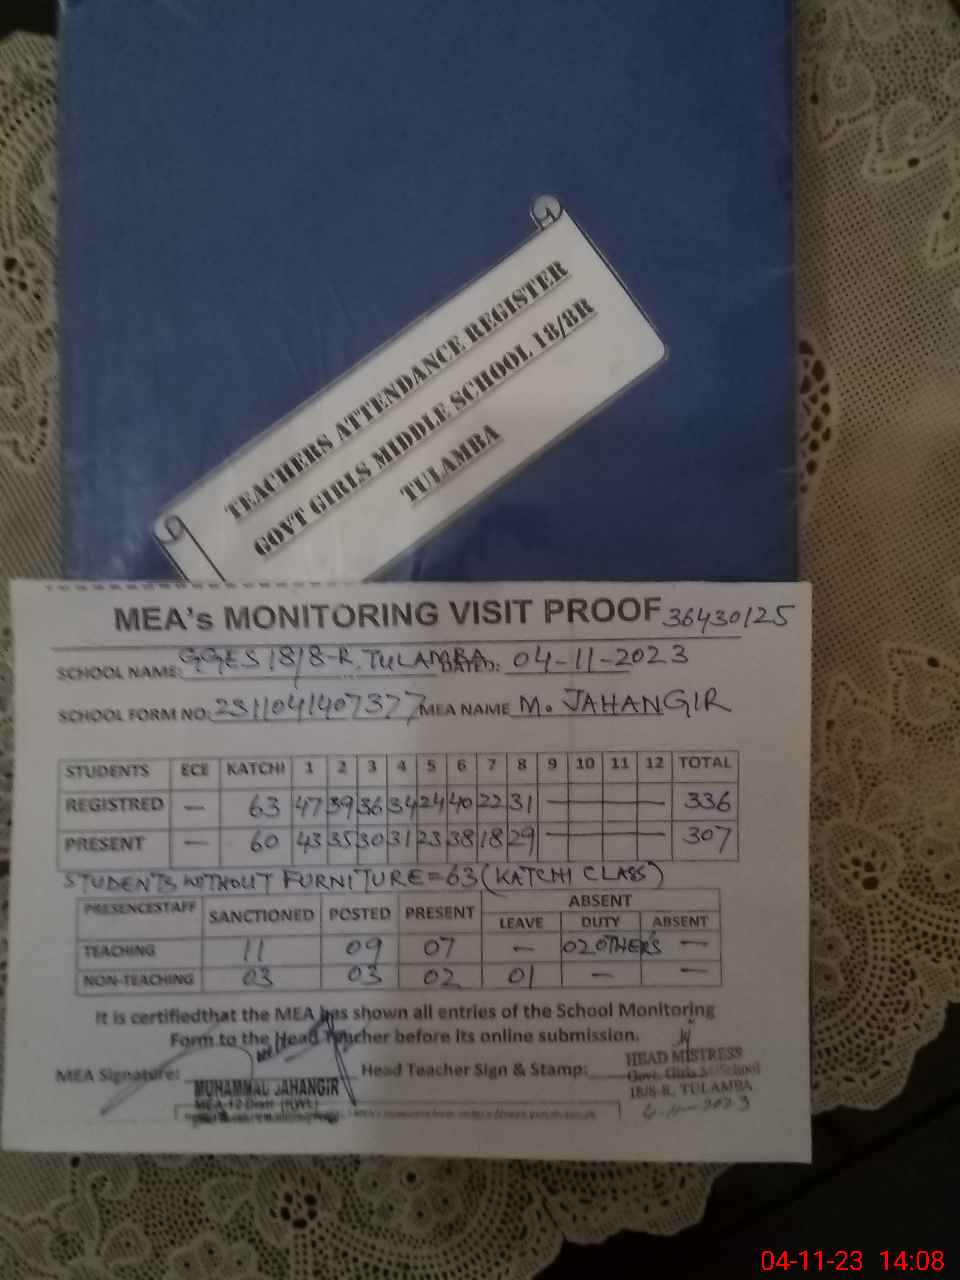 TEACHERS ATTENDANCE REGISTER
GOVT GIRLS MIDDLE SCHOOL 18/8R
TULAMBA
MEA's MONITORING VISIT PROOF 36430125
SCHOOL NAME: GGES 18/8-R, TULAMBA DATED: 04-11-2023
SCHOOL FORM NO: 2311041407377 MEA NAME M. JAHANGIR
STUDENTS ECE KATCHI 1 2 3 4 5 6 7 8 9 10 11 12 TOTAL
REGISTRED — 63 47 39 36 34 24 40 22 31 — 336
PRESENT — 60 43 35 30 31 23 38 18 29 — 307
STUDENTS WITHOUT FURNITURE = 63 (KATCHI CLASS)
PRESENCESTAFF SANCTIONED POSTED PRESENT ABSENT
LEAVE DUTY ABSENT
TEACHING 11 09 07 — 02 OTHER'S —
NON-TEACHING 03 03 02 01 — —
It is certifiedthat the MEA has shown all entries of the School Monitoring
Form to the Head Teacher before its online submission.
MEA Signature: Head Teacher Sign & Stamp:
MUHAMMAD JAHANGIR
MEA-12
HEAD MISTRESS
Govt. Girls M/School
18/8-R, TULAMBA
4-11-2023
04-11-23 14:08